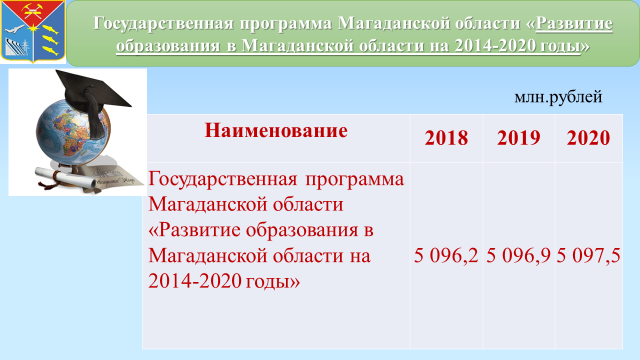 Государственная программа Магаданской области «Развитие
образования в Магаданской области на 2014-2020 годы»
млн.рублей
Наименование 2018 2019 2020
Государственная программа
Магаданской области
«Развитие образования в
Магаданской области на 5 096,2 5 096,9 5 097,5
2014-2020 годы»